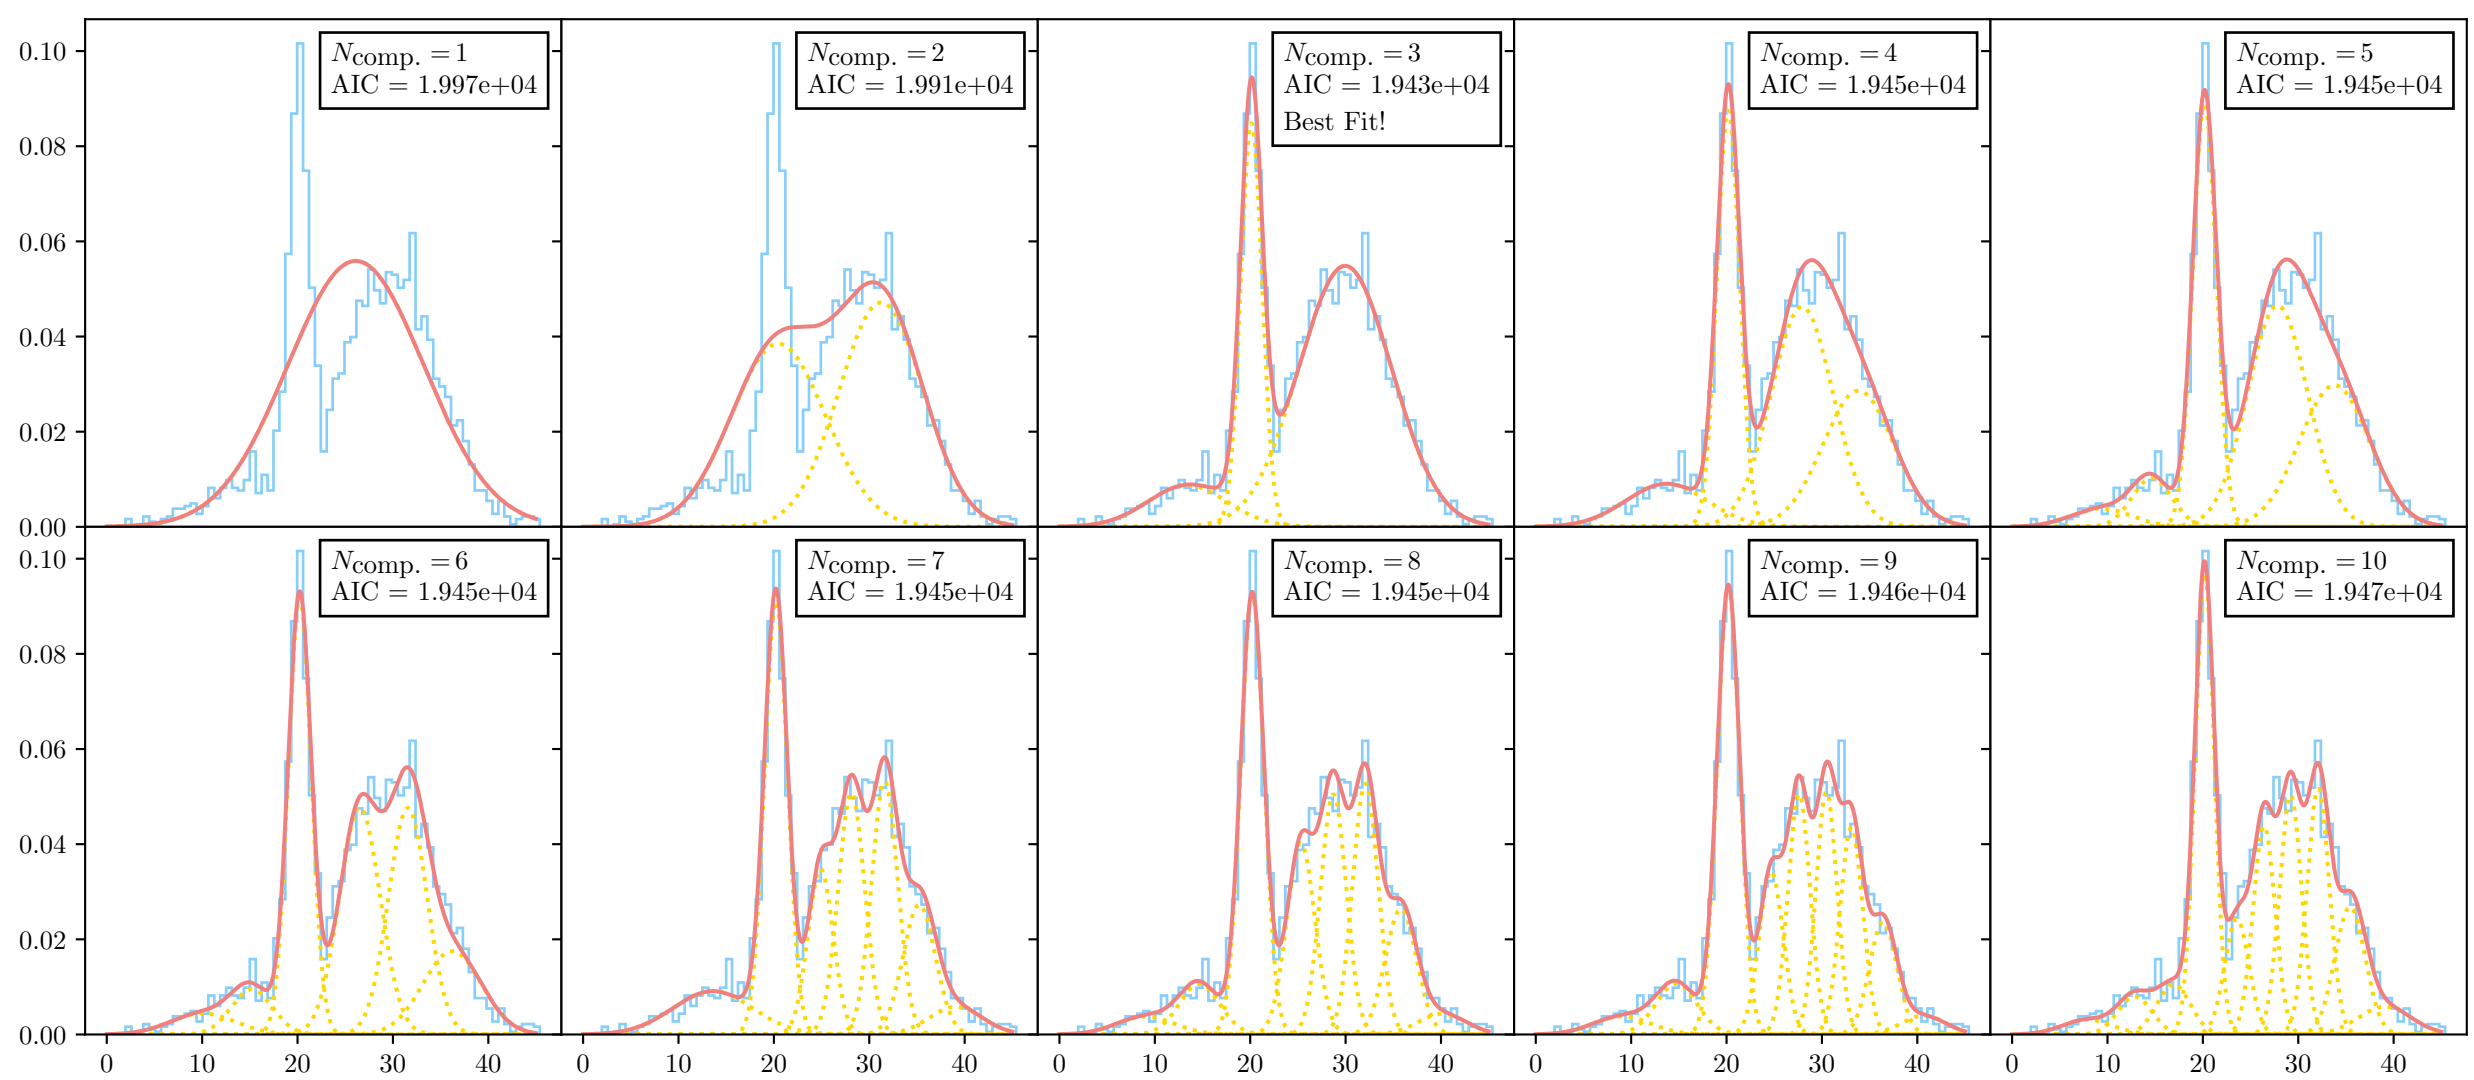 0.10
0.08
0.06
0.04
0.02
0.00
N_comp. = 1
AIC = 1.997e+04
N_comp. = 2
AIC = 1.991e+04
N_comp. = 3
AIC = 1.943e+04
Best Fit!
N_comp. = 4
AIC = 1.945e+04
N_comp. = 5
AIC = 1.945e+04
0.10
0.08
0.06
0.04
0.02
0.00
N_comp. = 6
AIC = 1.945e+04
N_comp. = 7
AIC = 1.945e+04
N_comp. = 8
AIC = 1.945e+04
N_comp. = 9
AIC = 1.946e+04
N_comp. = 10
AIC = 1.947e+04
0 10 20 30 40
0 10 20 30 40
0 10 20 30 40
0 10 20 30 40
0 10 20 30 40